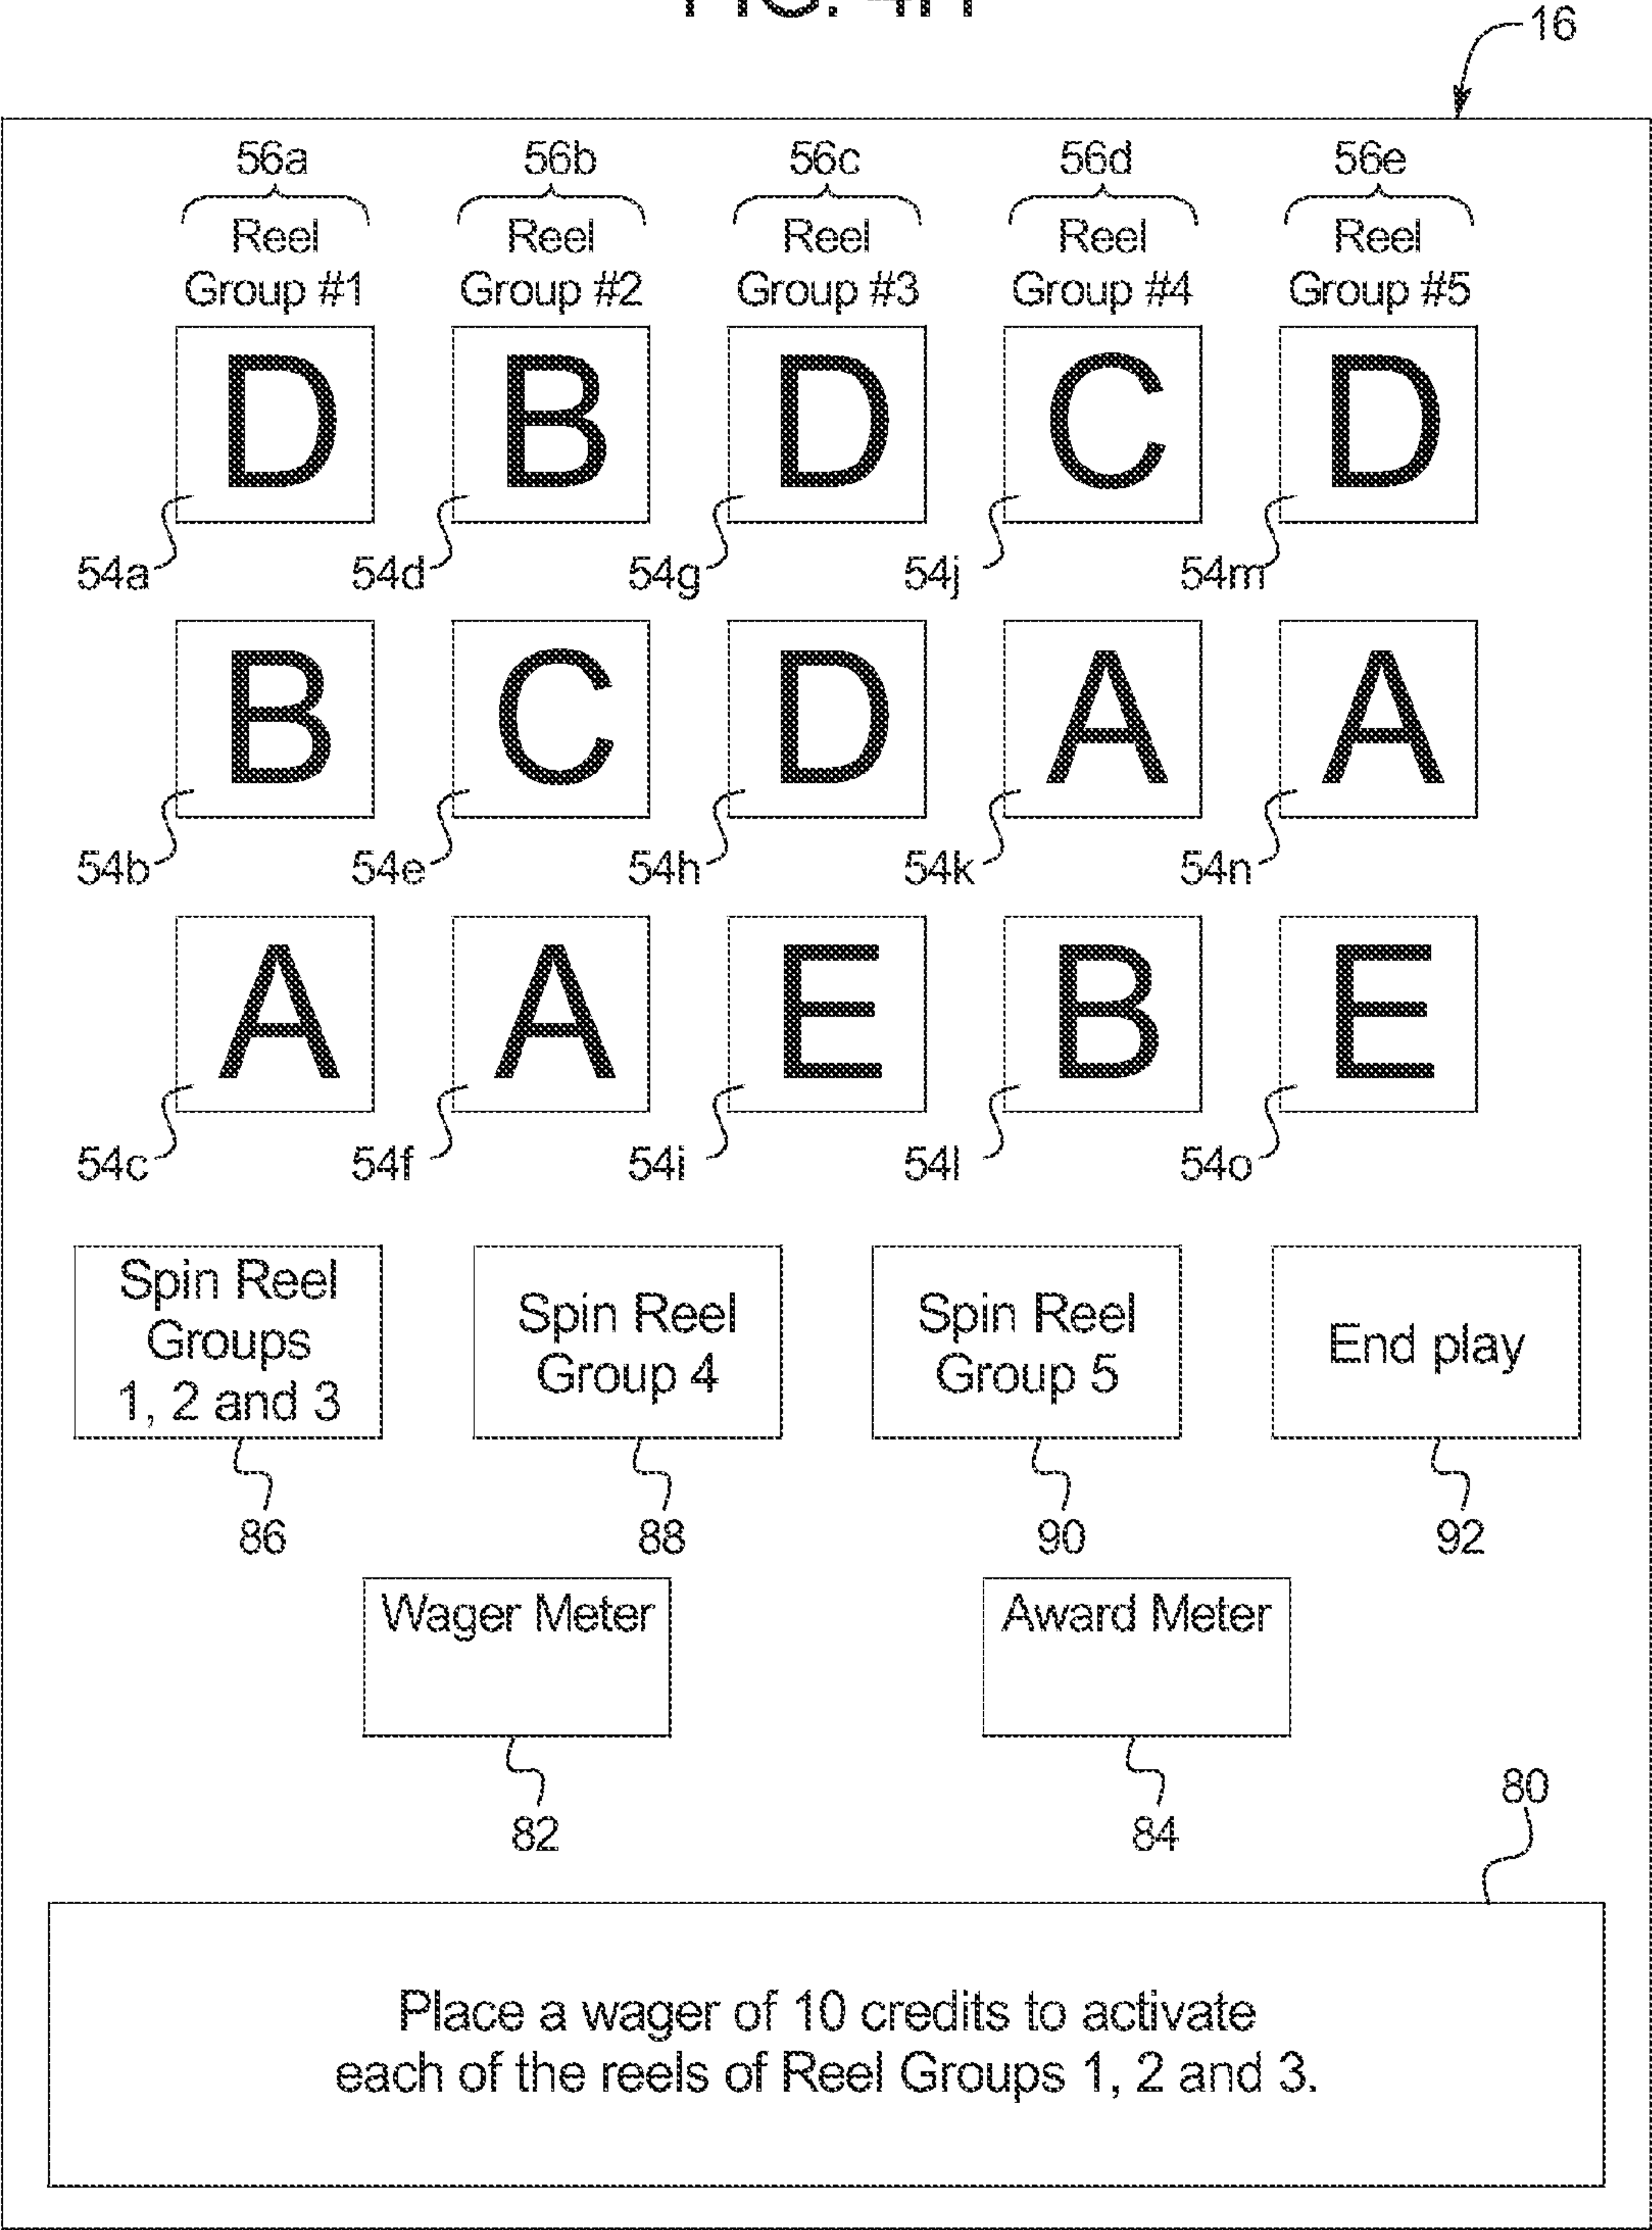 16
56a 56b 56c 56d 56e
Reel Reel Reel Reel Reel
Group #1 Group #2 Group #3 Group #4 Group #5
D B D C D
54a 54d 54g 54j 54m
B C D A A
54b 54e 54h 54k 54n
A A E B E
54c 54f 54i 54l 54o
Spin Reel
Groups
1, 2 and 3
Spin Reel
Group 4
Spin Reel
Group 5
End play
86 88 90 92
Wager Meter Award Meter
82 84
80
Place a wager of 10 credits to activate
each of the reels of Reel Groups 1, 2 and 3.